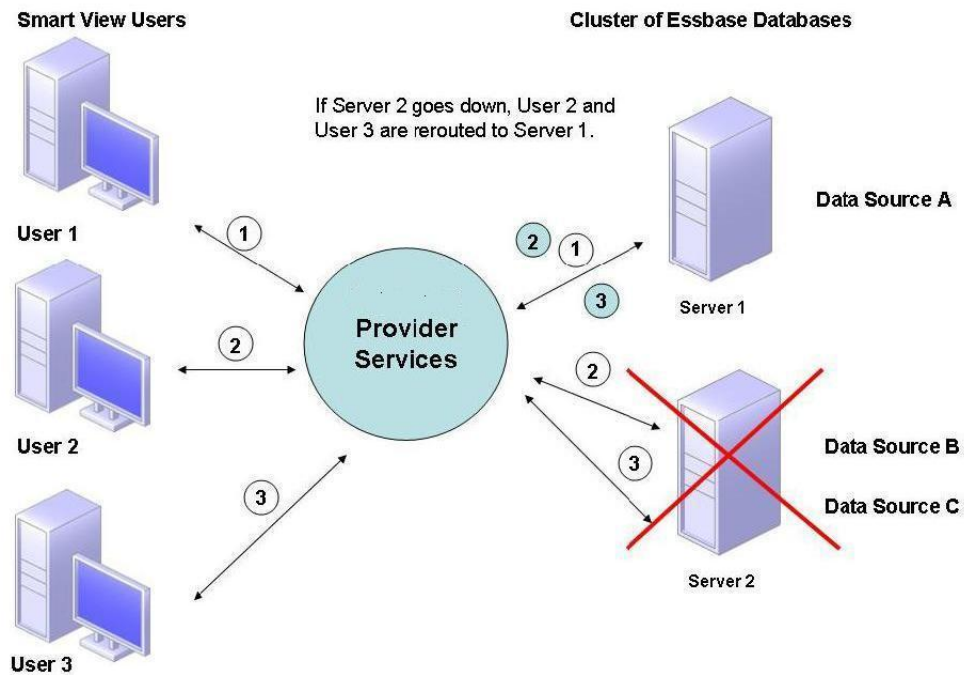 Smart View Users
Cluster of Essbase Databases
If Server 2 goes down, User 2 and
User 3 are rerouted to Server 1.
User 1
1
2
1
3
Data Source A
Server 1
Provider
Services
2
User 2
2
3
Data Source B
Data Source C
Server 2
3
User 3